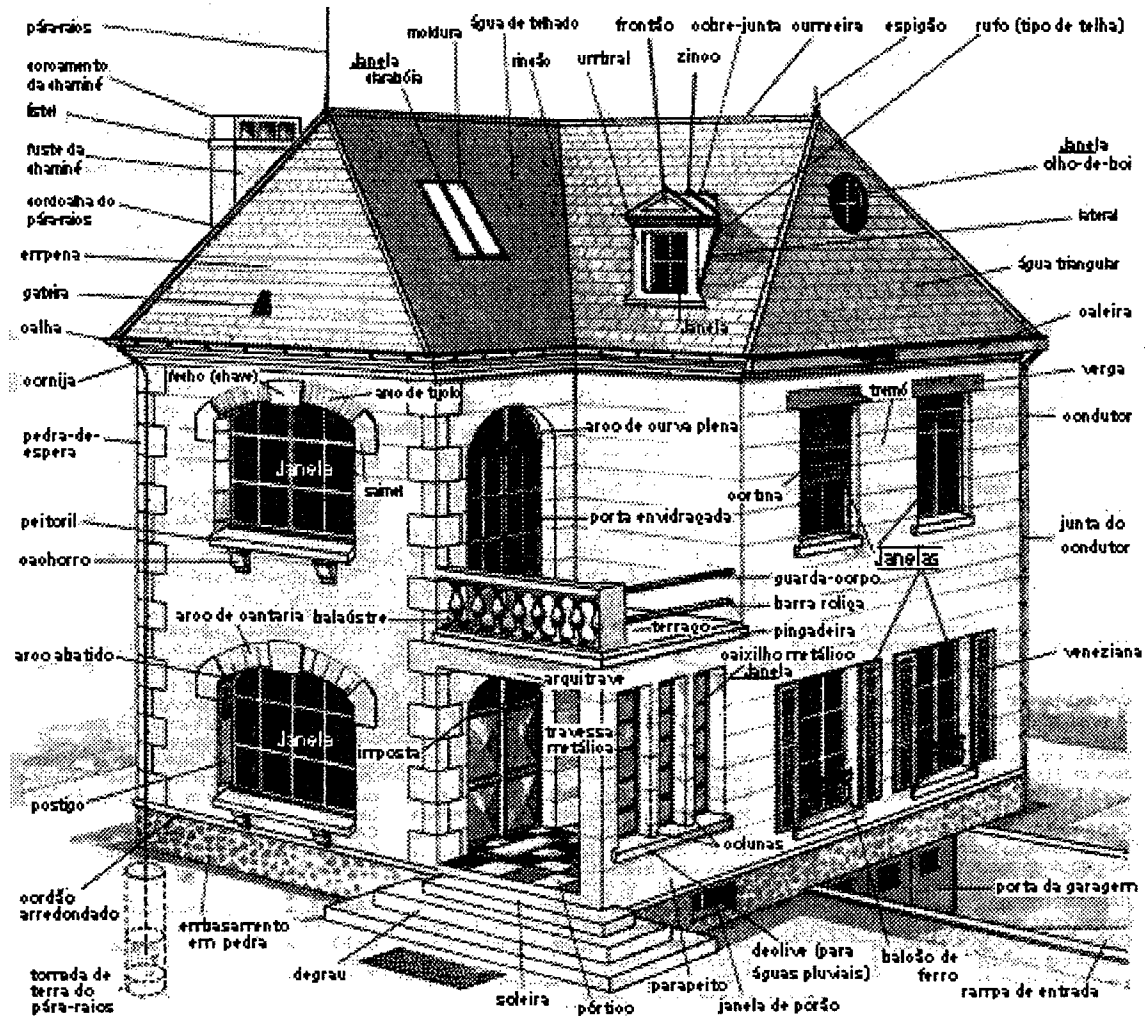 pára-raios
coroamento
da chaminé
listel
fuste da
chaminé
cordoalha do
pára-raios
empena
gateira
calha
cornija
pedra-de-
espera
peitoril
cachorro
arco de cantaria
arco abatido
postigo
cordão
arredondado
tomada de
terra do
pára-raios
embasamento
em pedra
degrau
soleira
pórtico
parapeito
janela de porão
declive (para
águas pluviais)
balcão de
ferro
rampa de entrada
porta da garagem
colunas
veneziana
Janelas
junta do
condutor
condutor
verga
caleira
água triangular
lateral
Janela
olho-de-boi
rufo (tipo de telha)
espigão
cumeeira
cobre-junta
zinco
frontão
umbral
rincão
água de telhado
moldura
Janela
clarabóia
Janela
fecho (chave)
arco de tijolo
Janela
saimel
arco de curva plena
porta envidraçada
tremó
cortina
guarda-corpo
barra roliça
terraço
pingadeira
caixilho metálico
Janela
balaústre
arquitrave
travessa
metálica
imposta
Janela